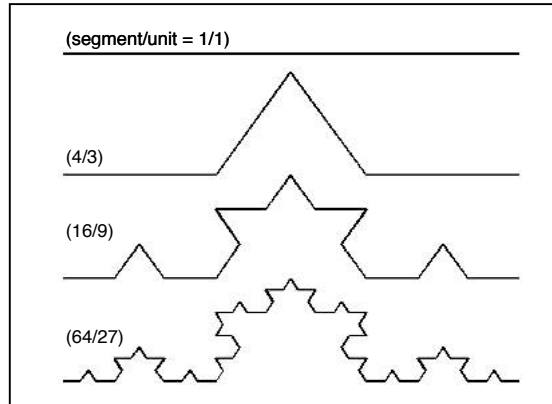 (segment/unit = 1/1)
(4/3)
(16/9)
(64/27)